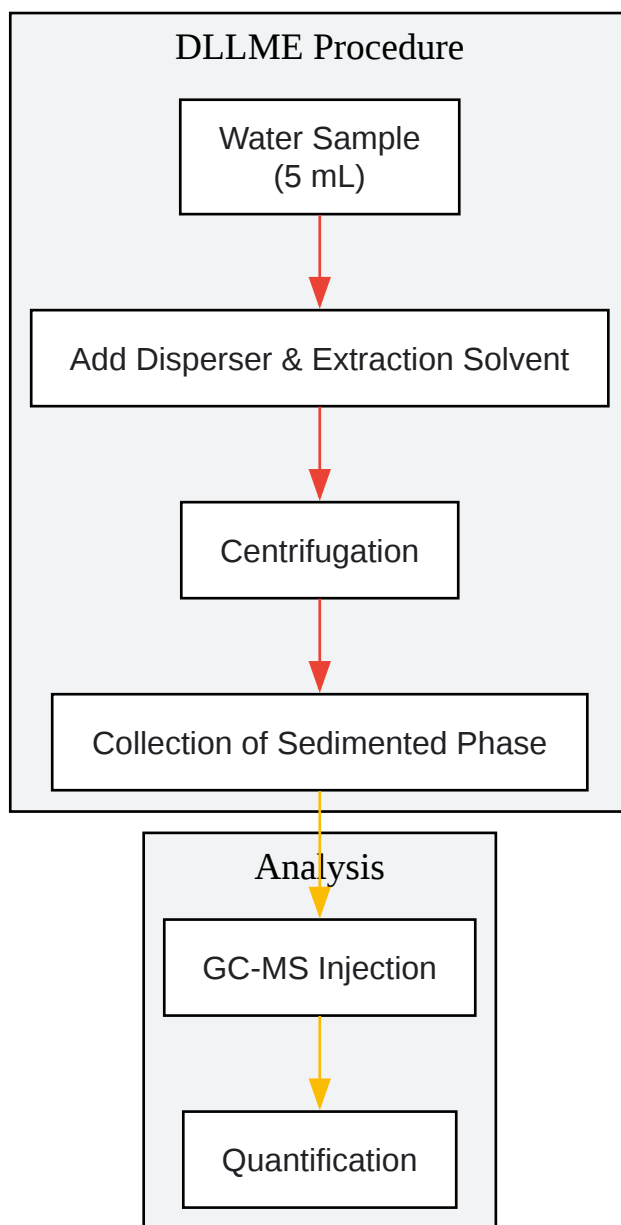 DLLME Procedure
Water Sample
(5 mL)
Add Disperser & Extraction Solvent
Centrifugation
Collection of Sedimented Phase
Analysis
GC-MS Injection
Quantification